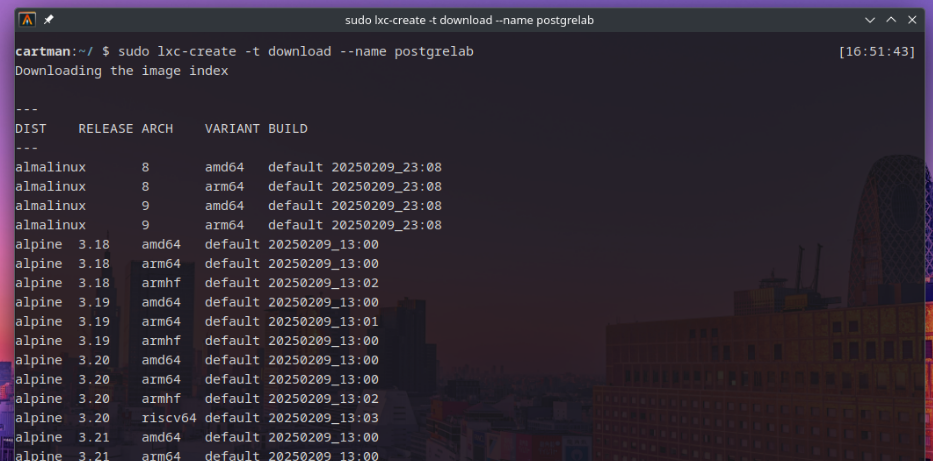 sudo lxc-create -t download --name postgrelab
cartman:~/ $ sudo lxc-create -t download --name postgrelab [16:51:43]
Downloading the image index
---
DIST RELEASE ARCH VARIANT BUILD
---
almalinux 8 amd64 default 20250209_23:08
almalinux 8 arm64 default 20250209_23:08
almalinux 9 amd64 default 20250209_23:08
almalinux 9 arm64 default 20250209_23:08
alpine 3.18 amd64 default 20250209_13:00
alpine 3.18 arm64 default 20250209_13:00
alpine 3.18 armhf default 20250209_13:02
alpine 3.19 amd64 default 20250209_13:00
alpine 3.19 arm64 default 20250209_13:01
alpine 3.19 armhf default 20250209_13:00
alpine 3.20 amd64 default 20250209_13:00
alpine 3.20 arm64 default 20250209_13:00
alpine 3.20 armhf default 20250209_13:02
alpine 3.20 riscv64 default 20250209_13:03
alpine 3.21 amd64 default 20250209_13:00
alpine 3.21 arm64 default 20250209_13:00